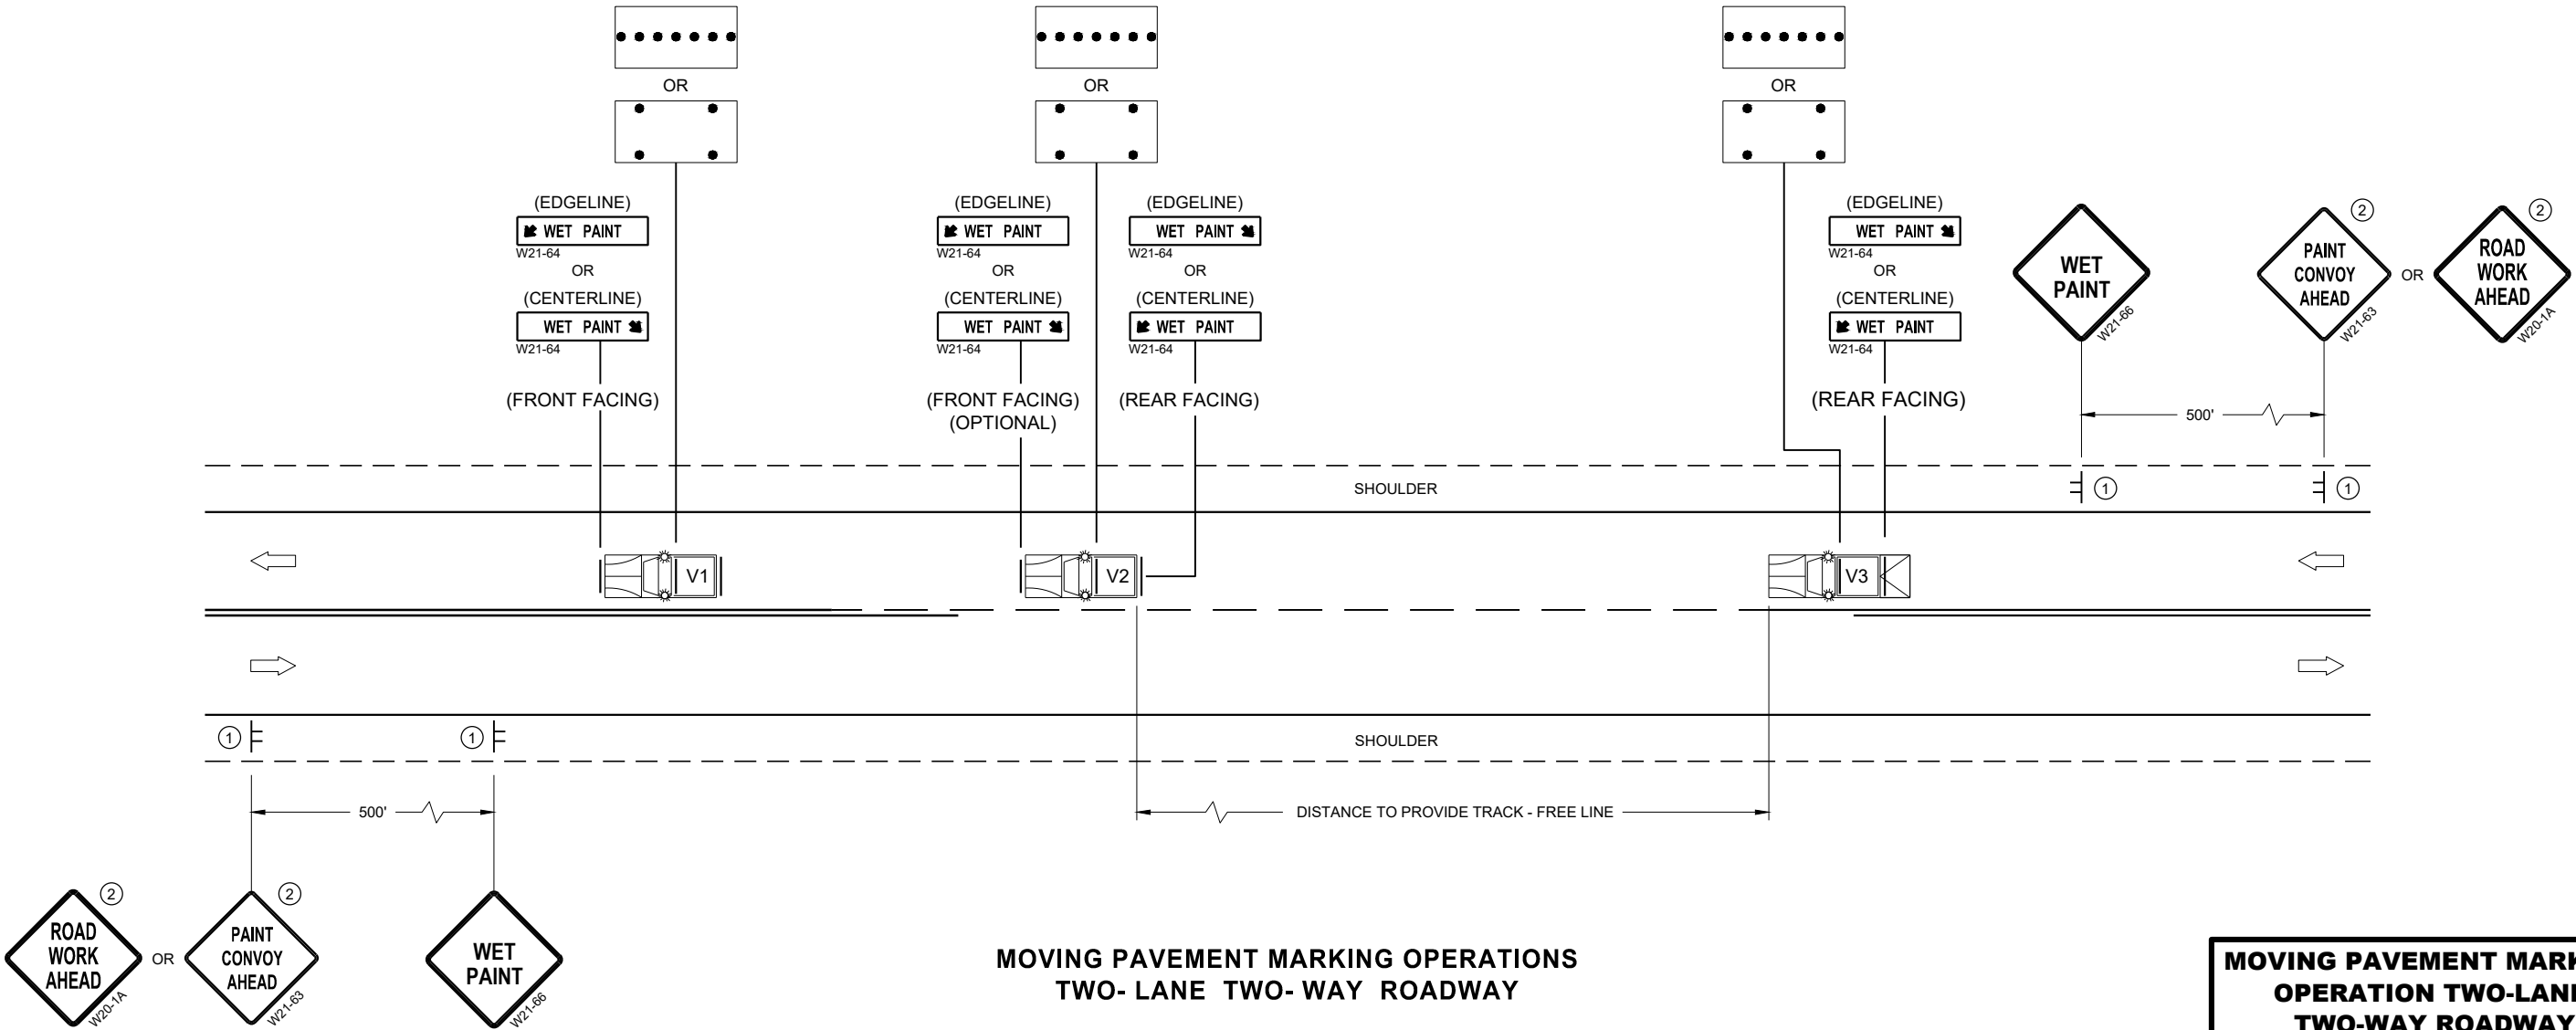 OR
OR
OR
(EDGELINE)
WET PAINT
W21-64
OR
(CENTERLINE)
WET PAINT
W21-64
(FRONT FACING)
(EDGELINE)
WET PAINT
W21-64
OR
(CENTERLINE)
WET PAINT
W21-64
(FRONT FACING)
(OPTIONAL)
(EDGELINE)
WET PAINT
W21-64
OR
(CENTERLINE)
WET PAINT
W21-64
(REAR FACING)
(EDGELINE)
WET PAINT
W21-64
OR
(CENTERLINE)
WET PAINT
W21-64
(REAR FACING)
WET
PAINT
W21-66
2
PAINT
CONVOY
AHEAD
W21-63
OR
2
ROAD
WORK
AHEAD
W20-1A
500'
SHOULDER
1
1
V1
V2
V3
1
1
SHOULDER
500'
DISTANCE TO PROVIDE TRACK - FREE LINE
2
ROAD
WORK
AHEAD
W20-1A
OR
2
PAINT
CONVOY
AHEAD
W21-63
WET
PAINT
W21-66
MOVING PAVEMENT MARKING OPERATIONS
TWO- LANE TWO- WAY ROADWAY
MOVING PAVEMENT
OPERATION
TWO-WAY ROADWAY